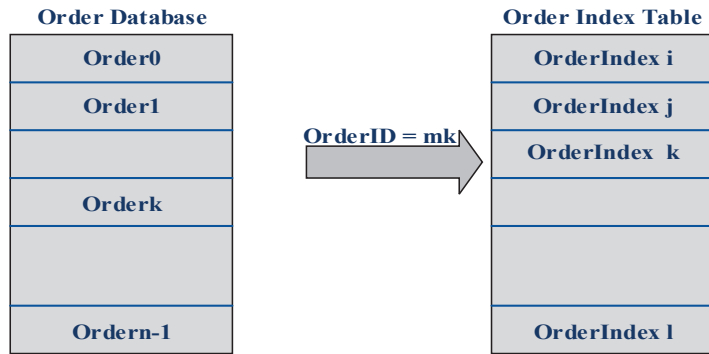 Order Database
Order Index Table
Order0
OrderIndex i
Order1
OrderIndex j
OrderID = mk
OrderIndex k
Orderk
Ordern-1
OrderIndex l